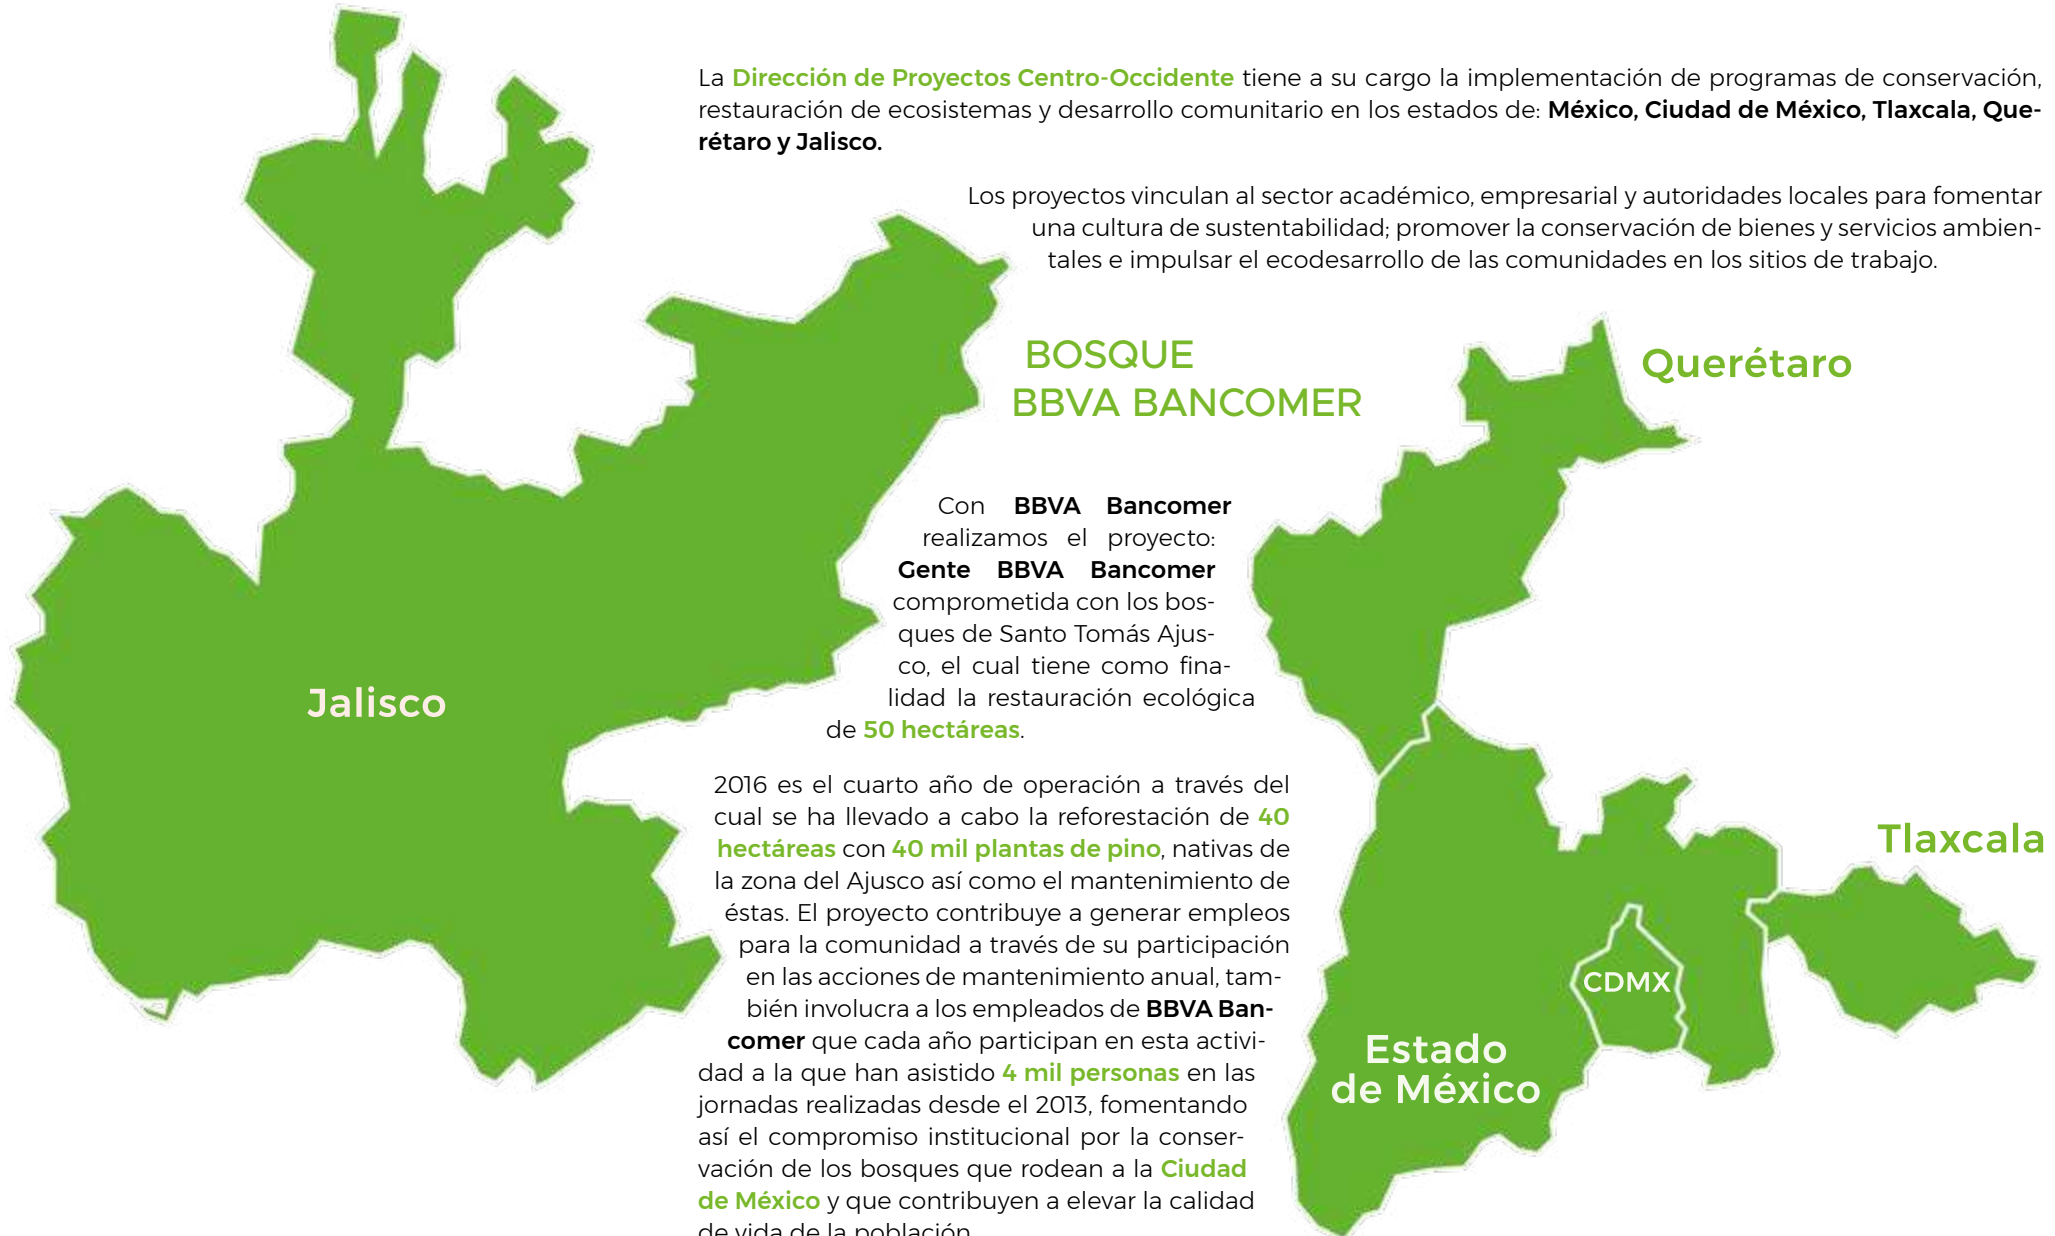 La Dirección de Proyectos Centro-Occidente tiene a su cargo la implementación de programas de conservación,
restauración de ecosistemas y desarrollo comunitario en los estados de: México, Ciudad de México, Tlaxcala, Que-
rétaro y Jalisco.
Los proyectos vinculan al sector académico, empresarial y autoridades locales para fomentar
una cultura de sustentabilidad; promover la conservación de bienes y servicios ambien-
tales e impulsar el ecodesarrollo de las comunidades en los sitios de trabajo.
BOSQUE
BBVA BANCOMER
Con BBVA Bancomer
realizamos el proyecto:
Gente BBVA Bancomer
comprometida con los bos-
ques de Santo Tomás Ajus-
co, el cual tiene como fina-
lidad la restauración ecológica
de 50 hectáreas.
2016 es el cuarto año de operación a través del
cual se ha llevado a cabo la reforestación de 40
hectáreas con 40 mil plantas de pino, nativas de
la zona del Ajusco así como el mantenimiento de
éstas. El proyecto contribuye a generar empleos
para la comunidad a través de su participación
en las acciones de mantenimiento anual, tam-
bién involucra a los empleados de BBVA Ban-
comer que cada año participan en esta activi-
dad a la que han asistido 4 mil personas en las
jornadas realizadas desde el 2013, fomentando
así el compromiso institucional por la conser-
vación de los bosques que rodean a la Ciudad
de México y que contribuyen a elevar la calidad
de vida de la población.
Jalisco
Querétaro
Tlaxcala
CDMX
Estado
de México